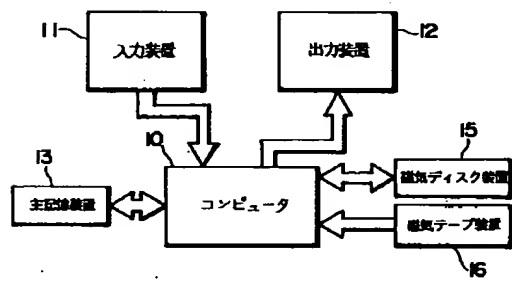 11
入力装置
出力装置
12
10
13
主記憶装置
コンピュータ
15
磁気ディスク装置
磁気テープ装置
16